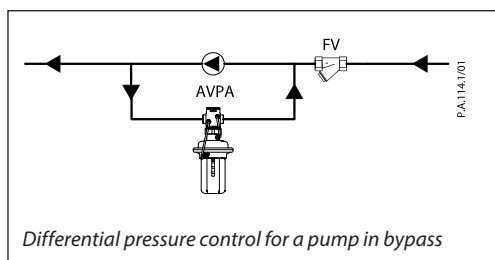 FV
AVPA
P.A.114.1/01
Differential pressure control for a pump in bypass